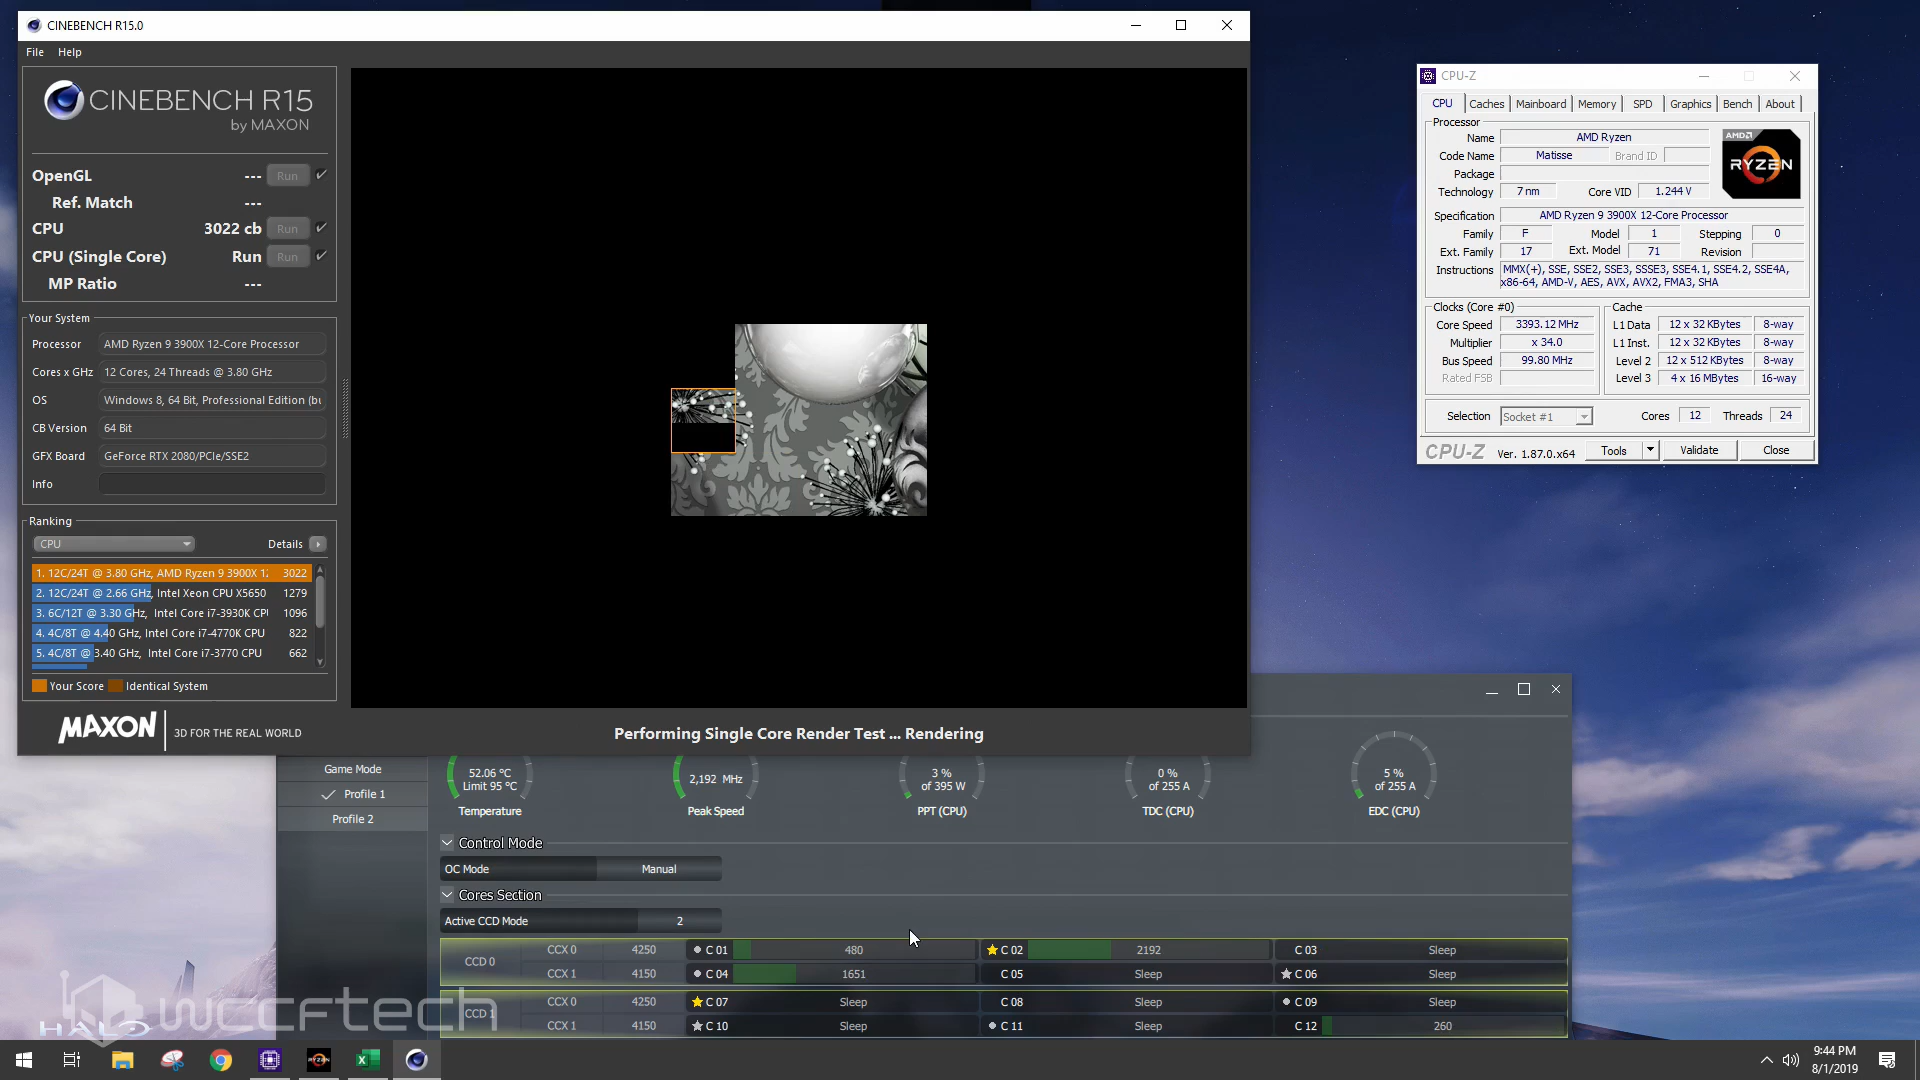 CINEBENCH R15.0
File Help
CINEBENCH R15
by MAXON
OpenGL --- Run
Ref. Match ---
CPU 3022 cb Run
CPU (Single Core) Run Run
MP Ratio ---
Your System
Processor AMD Ryzen 9 3900X 12-Core Processor
Cores x GHz 12 Cores, 24 Threads @ 3.80 GHz
OS Windows 8, 64 Bit, Professional Edition (bu
CB Version 64 Bit
GFX Board GeForce RTX 2080/PCIe/SSE2
Info
Ranking
CPU Details
1. 12C/24T @ 3.80 GHz, AMD Ryzen 9 3900X 12 3022
2. 12C/24T @ 2.66 GHz, Intel Xeon CPU X5650 1279
3. 6C/12T @ 3.30 GHz, Intel Core i7-3930K CPU 1096
4. 4C/8T @ 4.40 GHz, Intel Core i7-4770K CPU 822
5. 4C/8T @ 3.40 GHz, Intel Core i7-3770 CPU 662
Your Score Identical System
MAXON 3D FOR THE REAL WORLD
Performing Single Core Render Test ... Rendering
CPU-Z
CPU Caches Mainboard Memory SPD Graphics Bench About
Processor
Name AMD Ryzen
Code Name Matisse Brand ID
Package
Technology 7 nm Core VID 1.244 V
AMD RYZEN
Specification AMD Ryzen 9 3900X 12-Core Processor
Family F Model 1 Stepping 0
Ext. Family 17 Ext. Model 71 Revision
Instructions MMX(+), SSE, SSE2, SSE3, SSSE3, SSE4.1, SSE4.2, SSE4A,
x86-64, AMD-V, AES, AVX, AVX2, FMA3, SHA
Clocks (Core #0) Cache
Core Speed 3393.12 MHz L1 Data 12 x 32 KBytes 8-way
Multiplier x 34.0 L1 Inst. 12 x 32 KBytes 8-way
Bus Speed 99.80 MHz Level 2 12 x 512 KBytes 8-way
Rated FSB Level 3 4 x 16 MBytes 16-way
Selection Socket #1 Cores 12 Threads 24
CPU-Z Ver. 1.87.0.x64 Tools Validate Close
Game Mode
Profile 1
Profile 2
52.06 °C
Limit 95 °C
Temperature
2,192 MHz
Peak Speed
3 %
of 395 W
PPT (CPU)
0 %
of 255 A
TDC (CPU)
5 %
of 255 A
EDC (CPU)
Control Mode
OC Mode Manual
Cores Section
Active CCD Mode 2
CCD 0
CCX 0 4250 C 01 480 C 02 2192 C 03 Sleep
CCX 1 4150 C 04 1651 C 05 Sleep C 06 Sleep
CCD 1
CCX 0 4250 C 07 Sleep C 08 Sleep C 09 Sleep
CCX 1 4150 C 10 Sleep C 11 Sleep C 12 260
HALO
wccftech
RYZEN
9:44 PM
8/1/2019